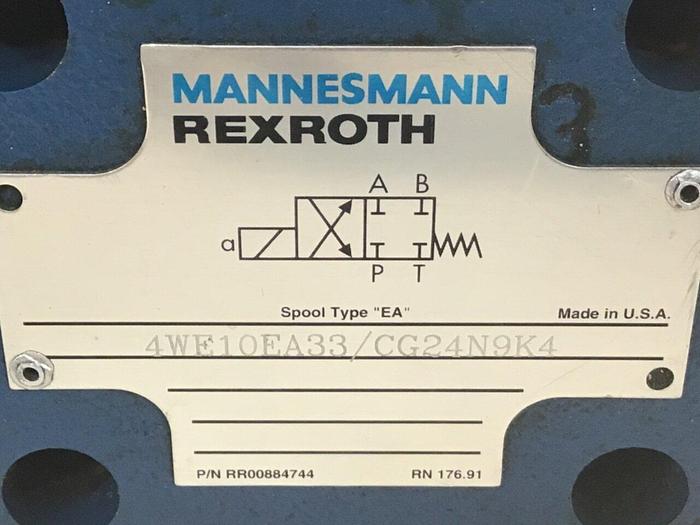 MANNESMANN
REXROTH
A B
a
P T
Spool Type "EA"
Made in U.S.A.
4WE10EA33/CG24N9K4
P/N RR00884744
RN 176.91